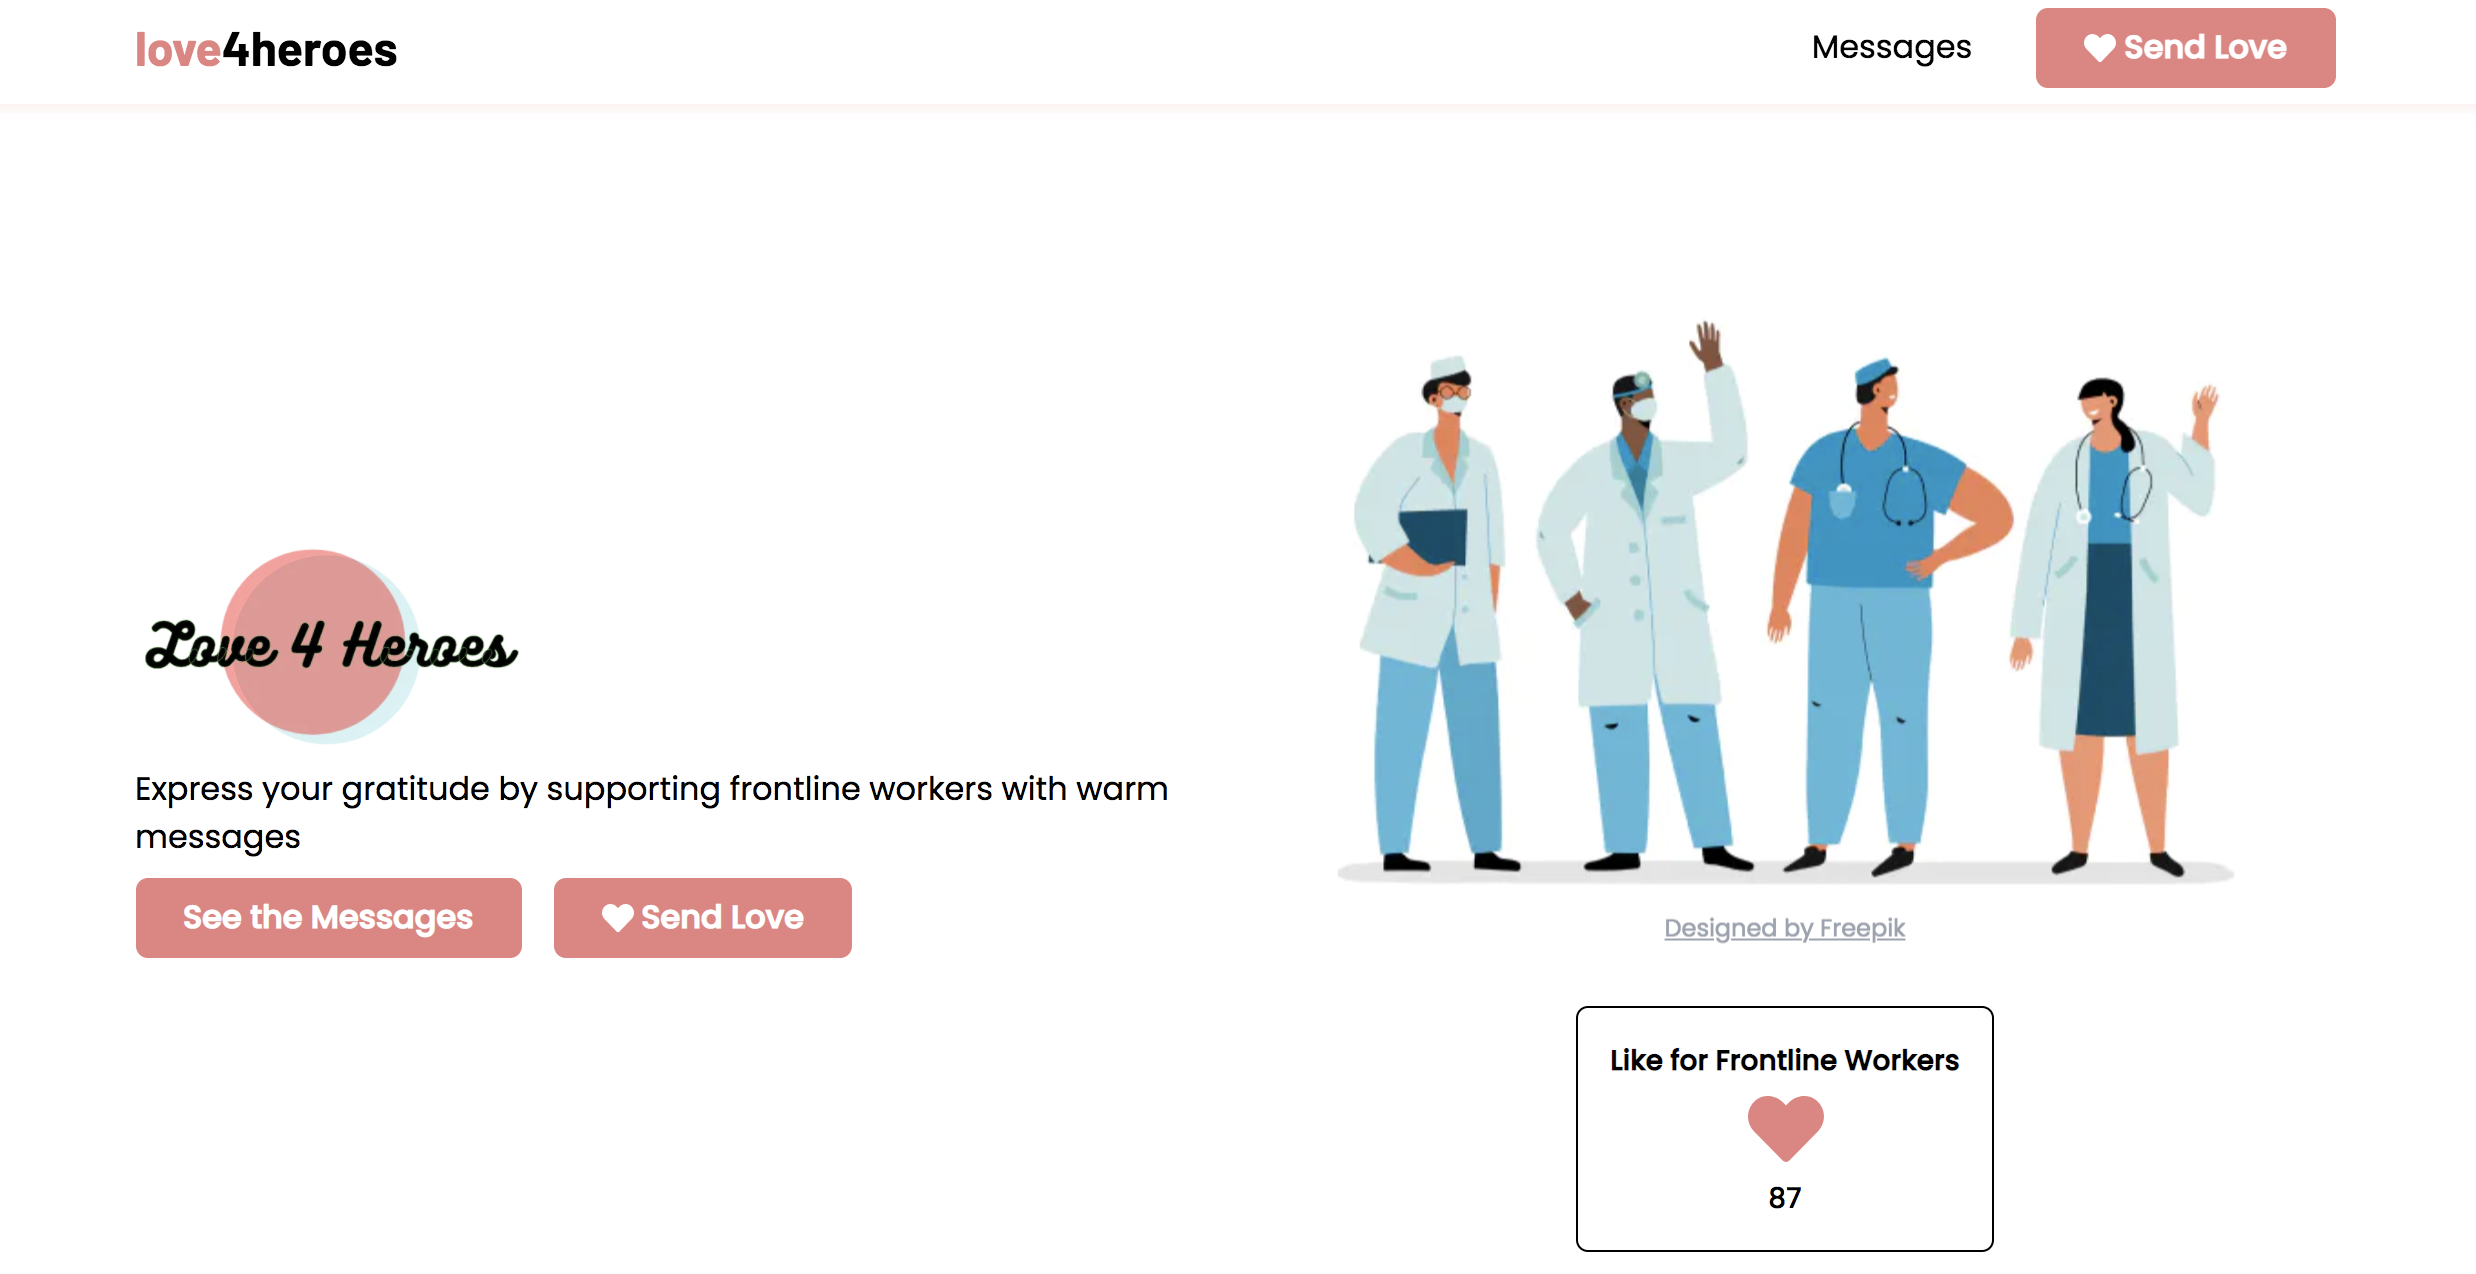 love4heroes
Messages
Send Love
Love 4 Heroes
Express your gratitude by supporting frontline workers with warm
messages
See the Messages
Send Love
Designed by Freepik
Like for Frontline Workers
87